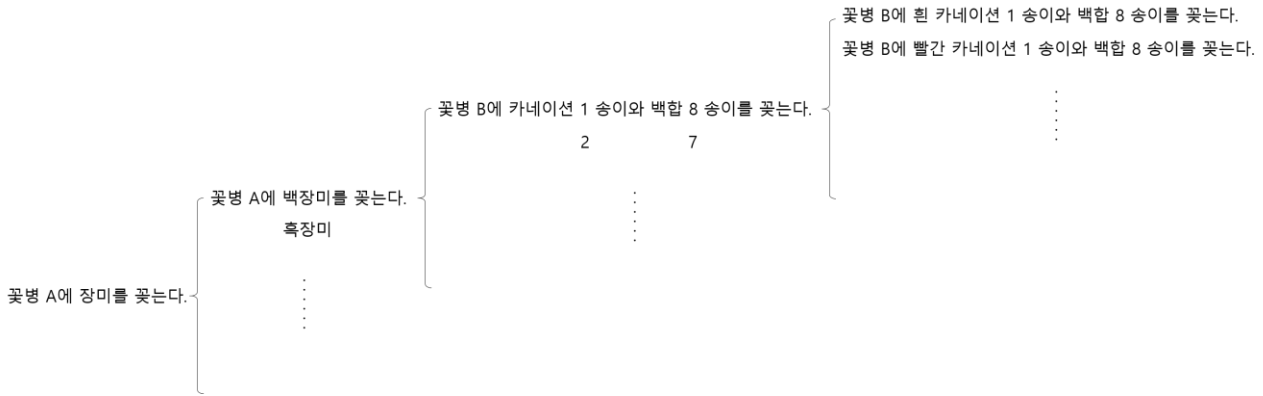 꽃병 B에 흰 카네이션 1 송이와 백합 8 송이를 꽂는다.
꽃병 B에 빨간 카네이션 1 송이와 백합 8 송이를 꽂는다.
꽃병 B에 카네이션 1 송이와 백합 8 송이를 꽂는다.
2 7
꽃병 A에 백장미를 꽂는다.
흑장미
꽃병 A에 장미를 꽂는다.